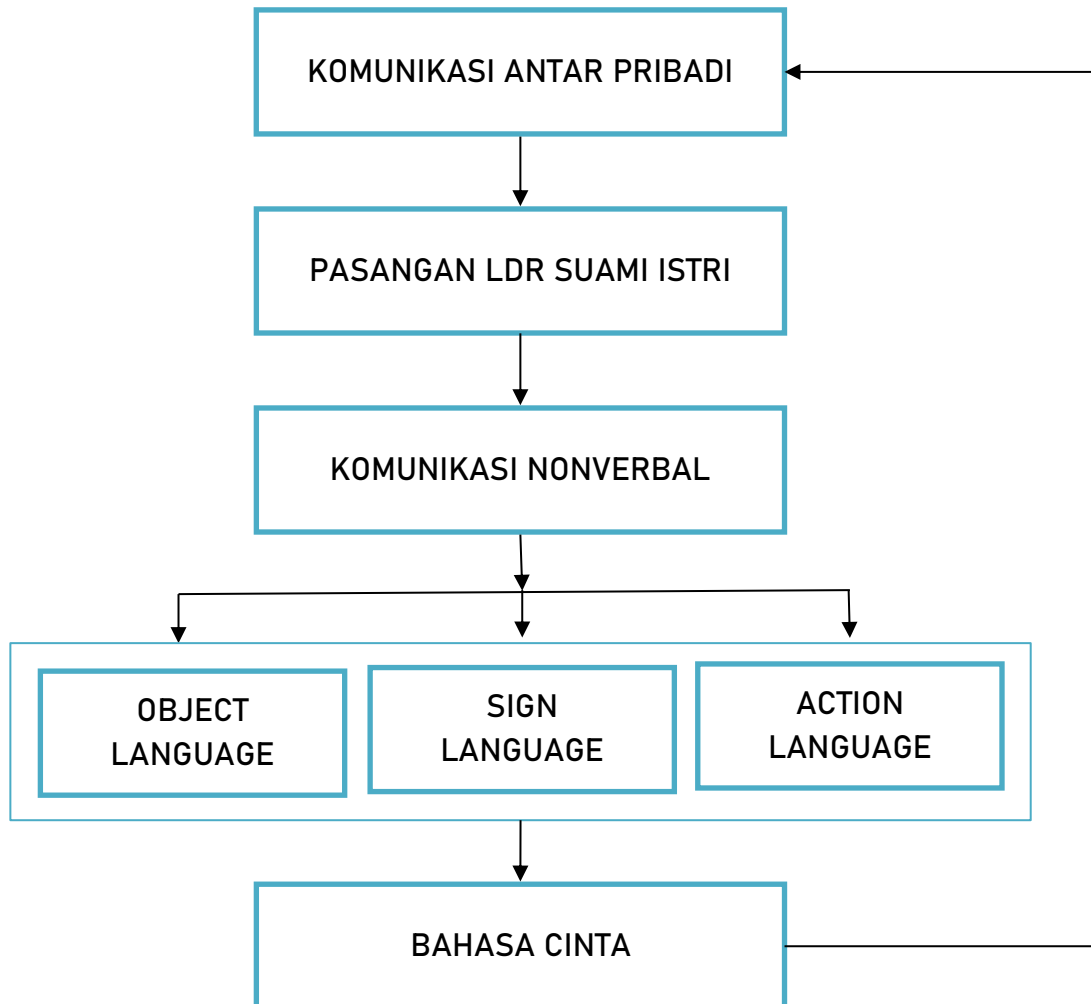 KOMUNIKASI ANTAR PRIBADI
PASANGAN LDR SUAMI ISTRI
KOMUNIKASI NONVERBAL
OBJECT
LANGUAGE
SIGN
LANGUAGE
ACTION
LANGUAGE
BAHASA CINTA